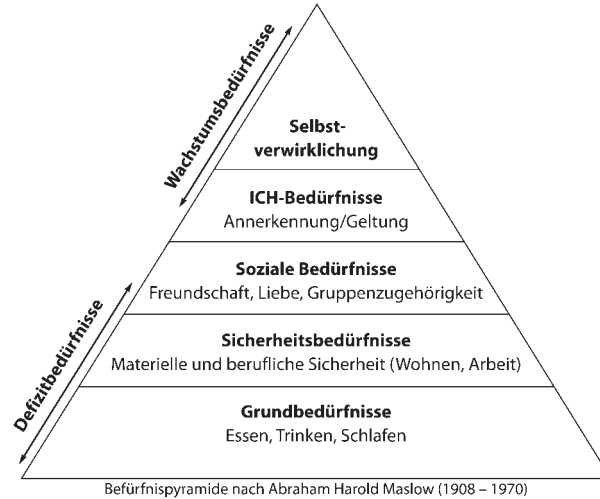 Wachstumsbedürfnisse
Selbst-
verwirklichung
ICH-Bedürfnisse
Annerkennung/Geltung
Soziale Bedürfnisse
Freundschaft, Liebe, Gruppenzugehörigkeit
Defizitbedürfnisse
Sicherheitsbedürfnisse
Materielle und berufliche Sicherheit (Wohnen, Arbeit)
Grundbedürfnisse
Essen, Trinken, Schlafen
Befürfnispyramide nach Abraham Harold Maslow (1908 – 1970)